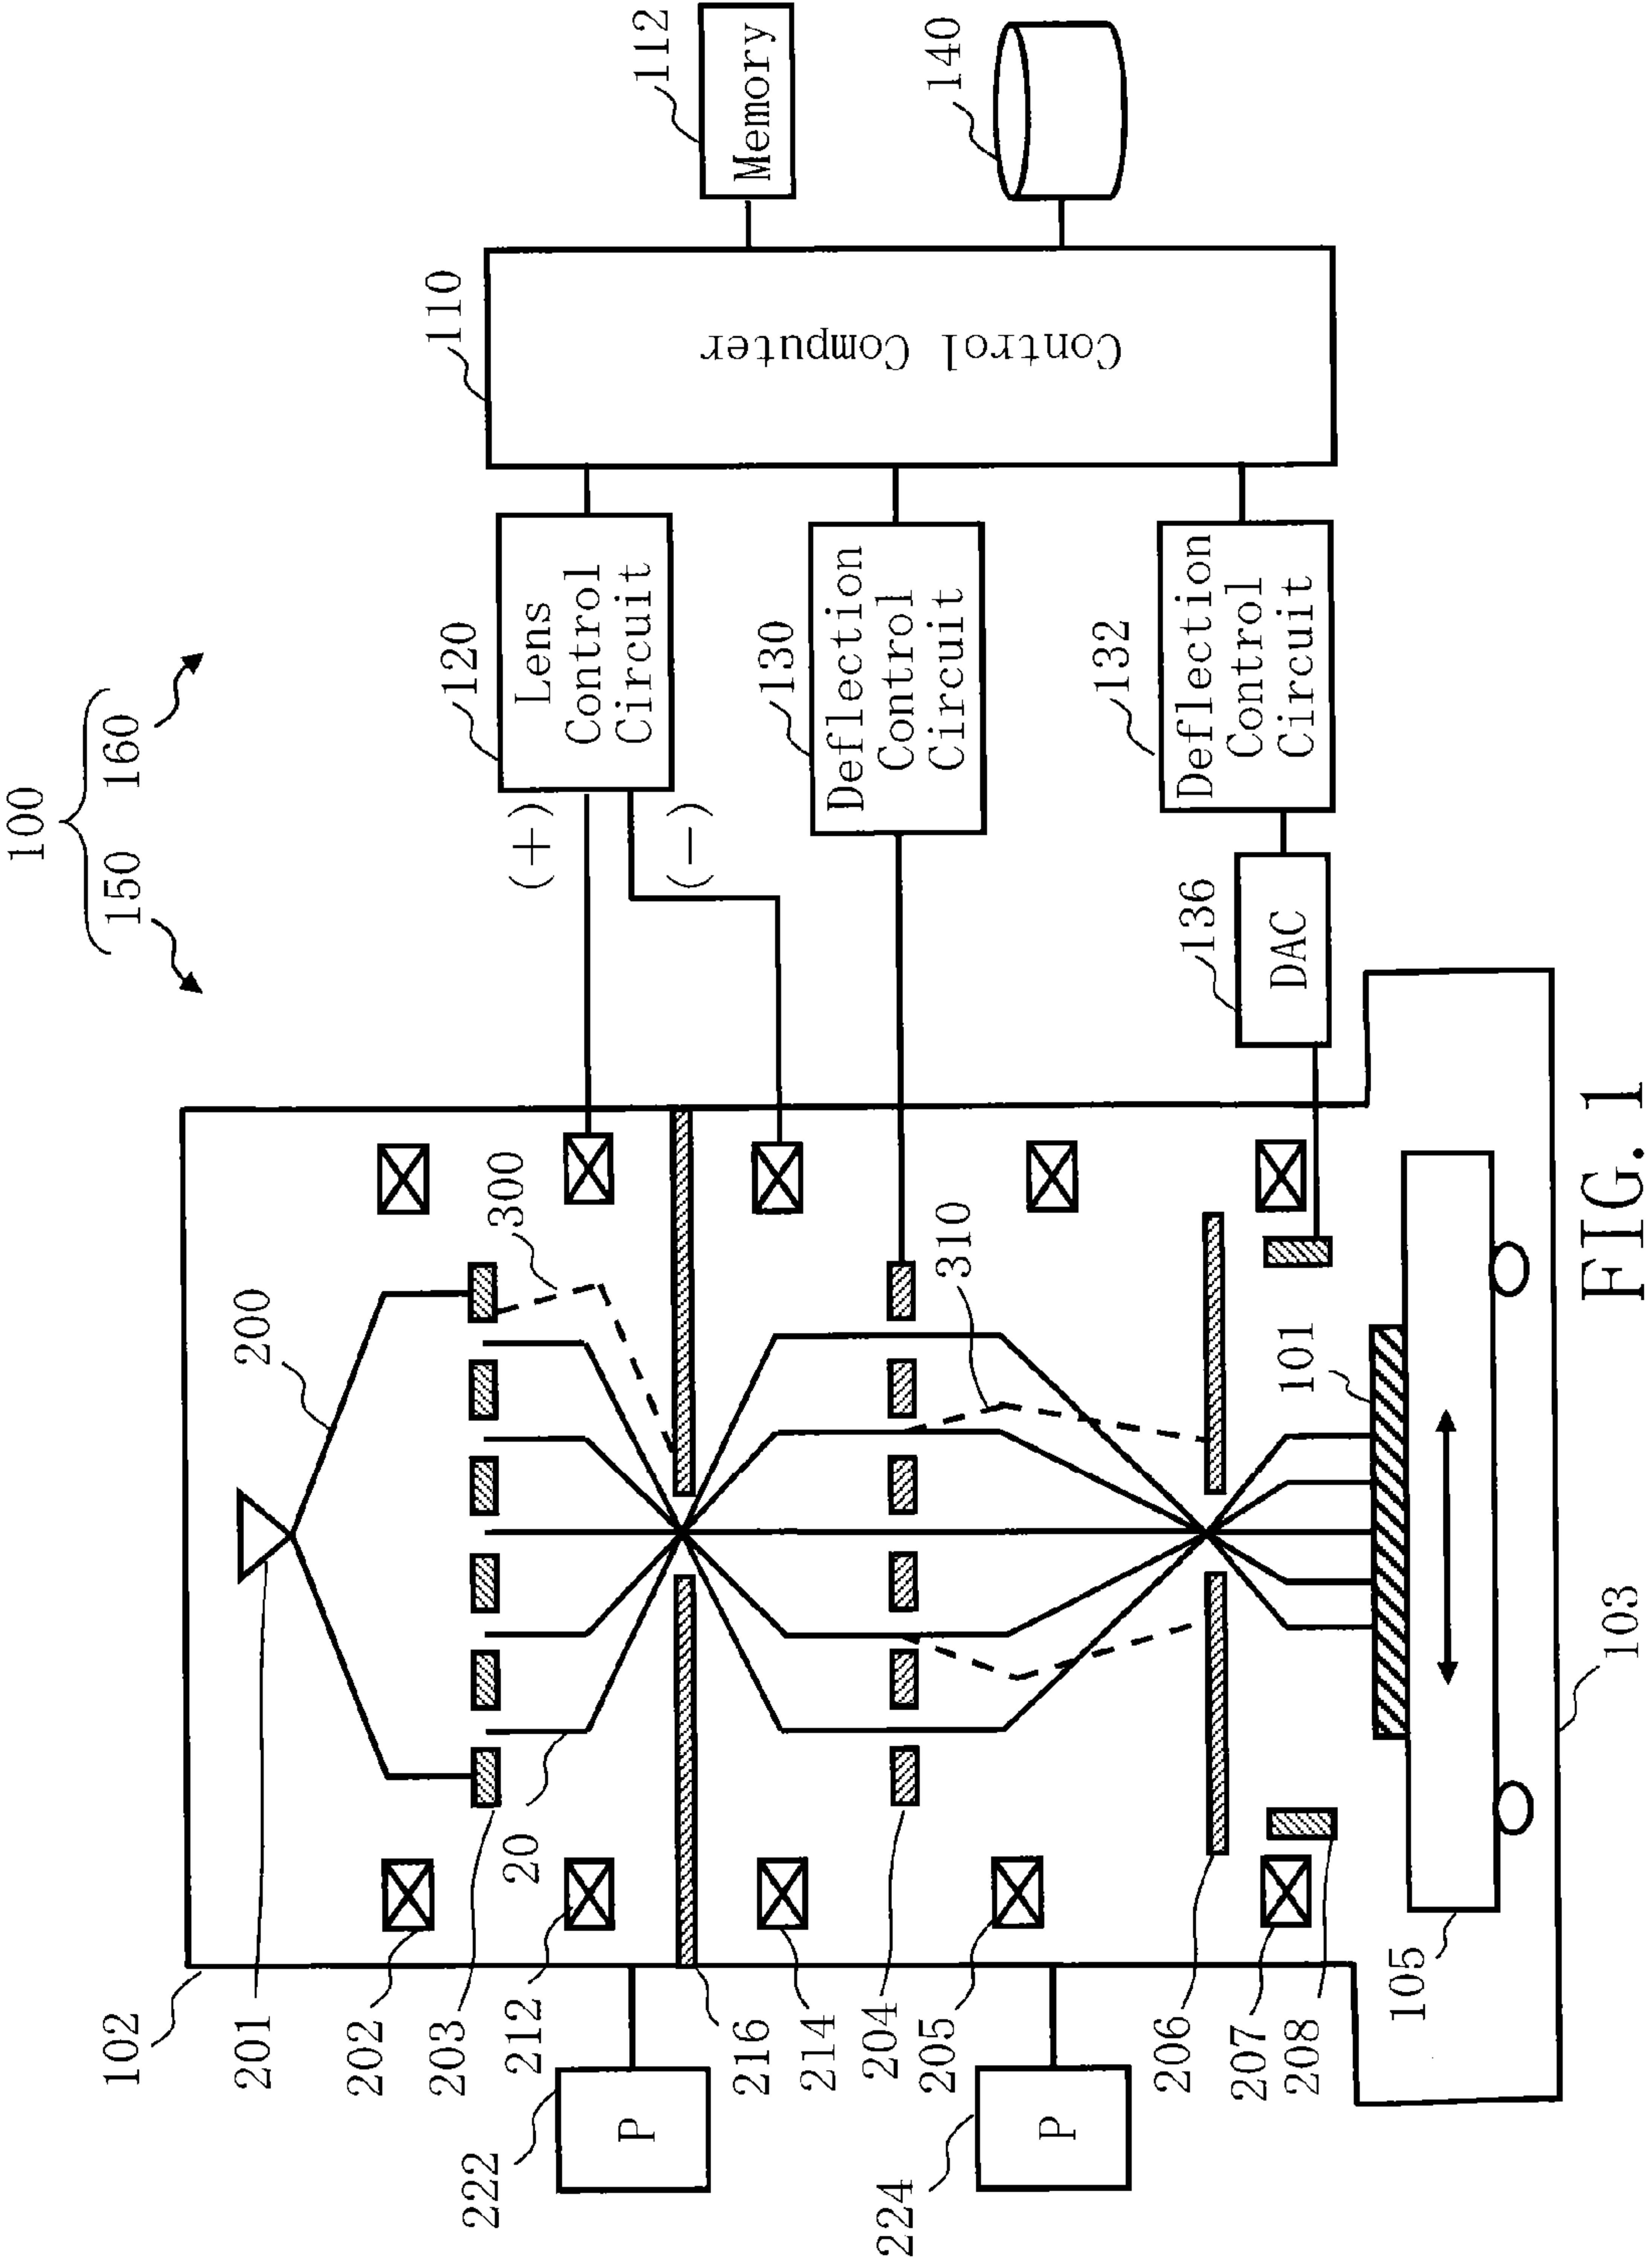 100
150 160
102
201
202
203
212
20
200
300
216
214
204
205
310
206
207
208
101
105
103
222
P
224
P
120
Lens
Control
Circuit
(+)
(−)
130
Deflection
Control
Circuit
132
Deflection
Control
Circuit
136
DAC
110
Control Computer
112
Memory
140
FIG. 1